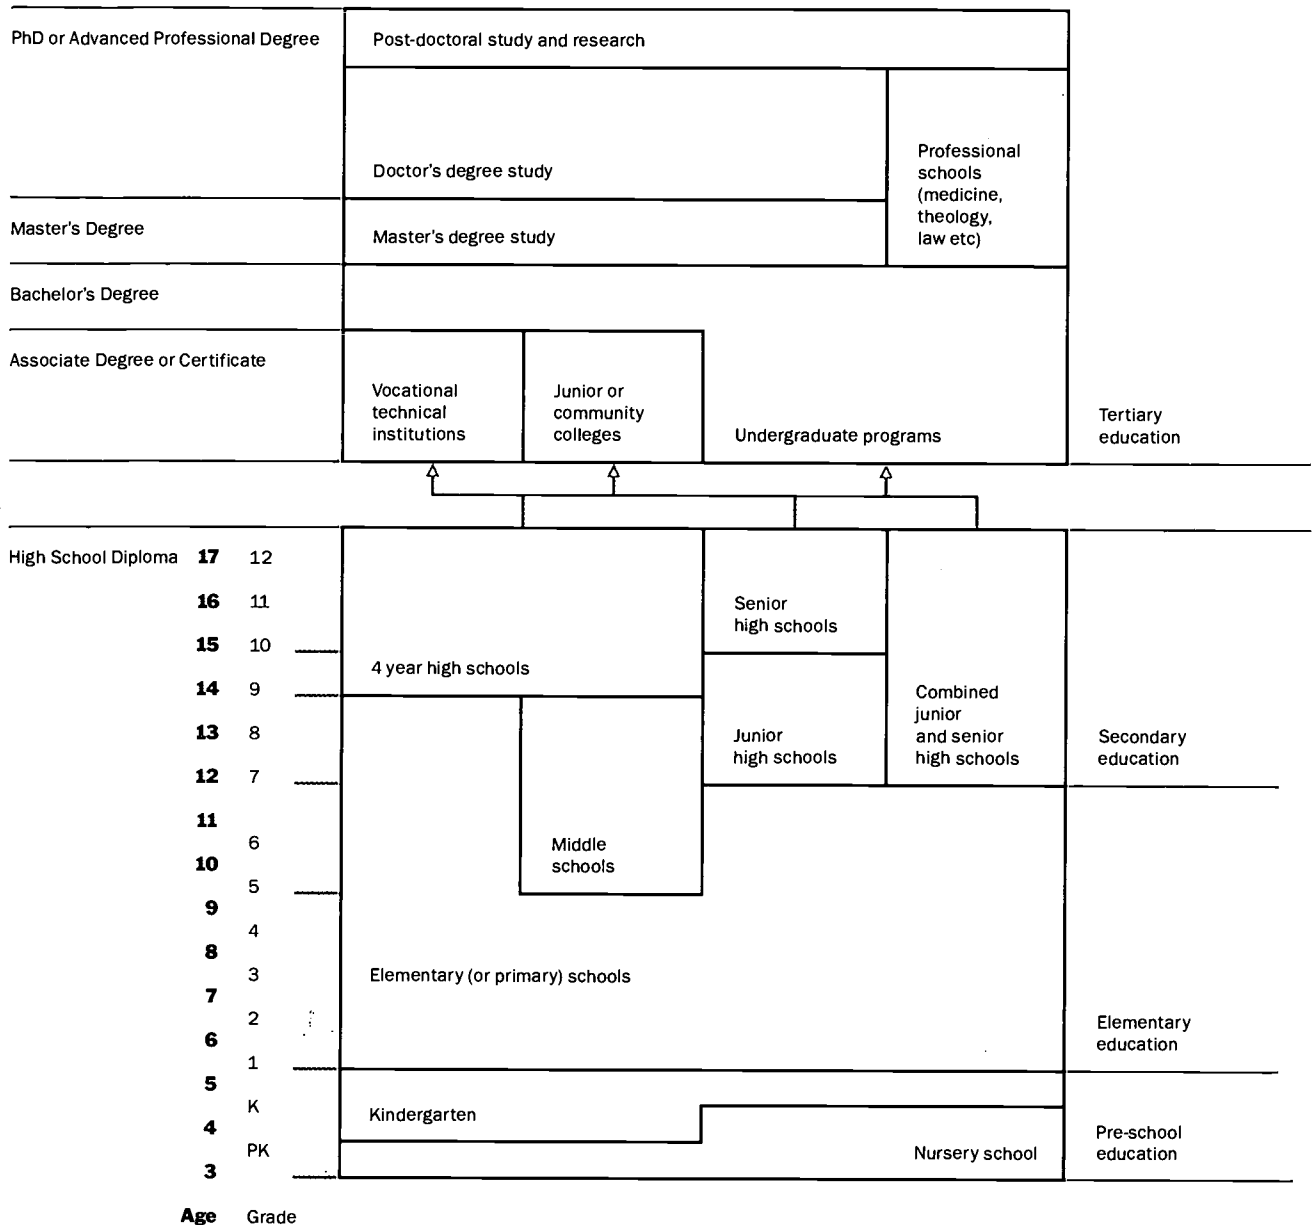 PhD or Advanced Professional Degree
Post-doctoral study and research
Doctor's degree study
Professional
schools
(medicine,
theology,
law etc)
Master's Degree
Master's degree study
Bachelor's Degree
Associate Degree or Certificate
Vocational
technical
institutions
Junior or
community
colleges
Undergraduate programs
Tertiary
education
High School Diploma 17 12
16 11
15 10
14 9
13 8
12 7
11
6
10
5
9
4
8
3
7
2
6
1
5
K
4
PK
3
Age Grade
4 year high schools
Senior
high schools
Junior
high schools
Combined
junior
and senior
high schools
Secondary
education
Middle
schools
Elementary (or primary) schools
Elementary
education
Kindergarten
Nursery school
Pre-school
education